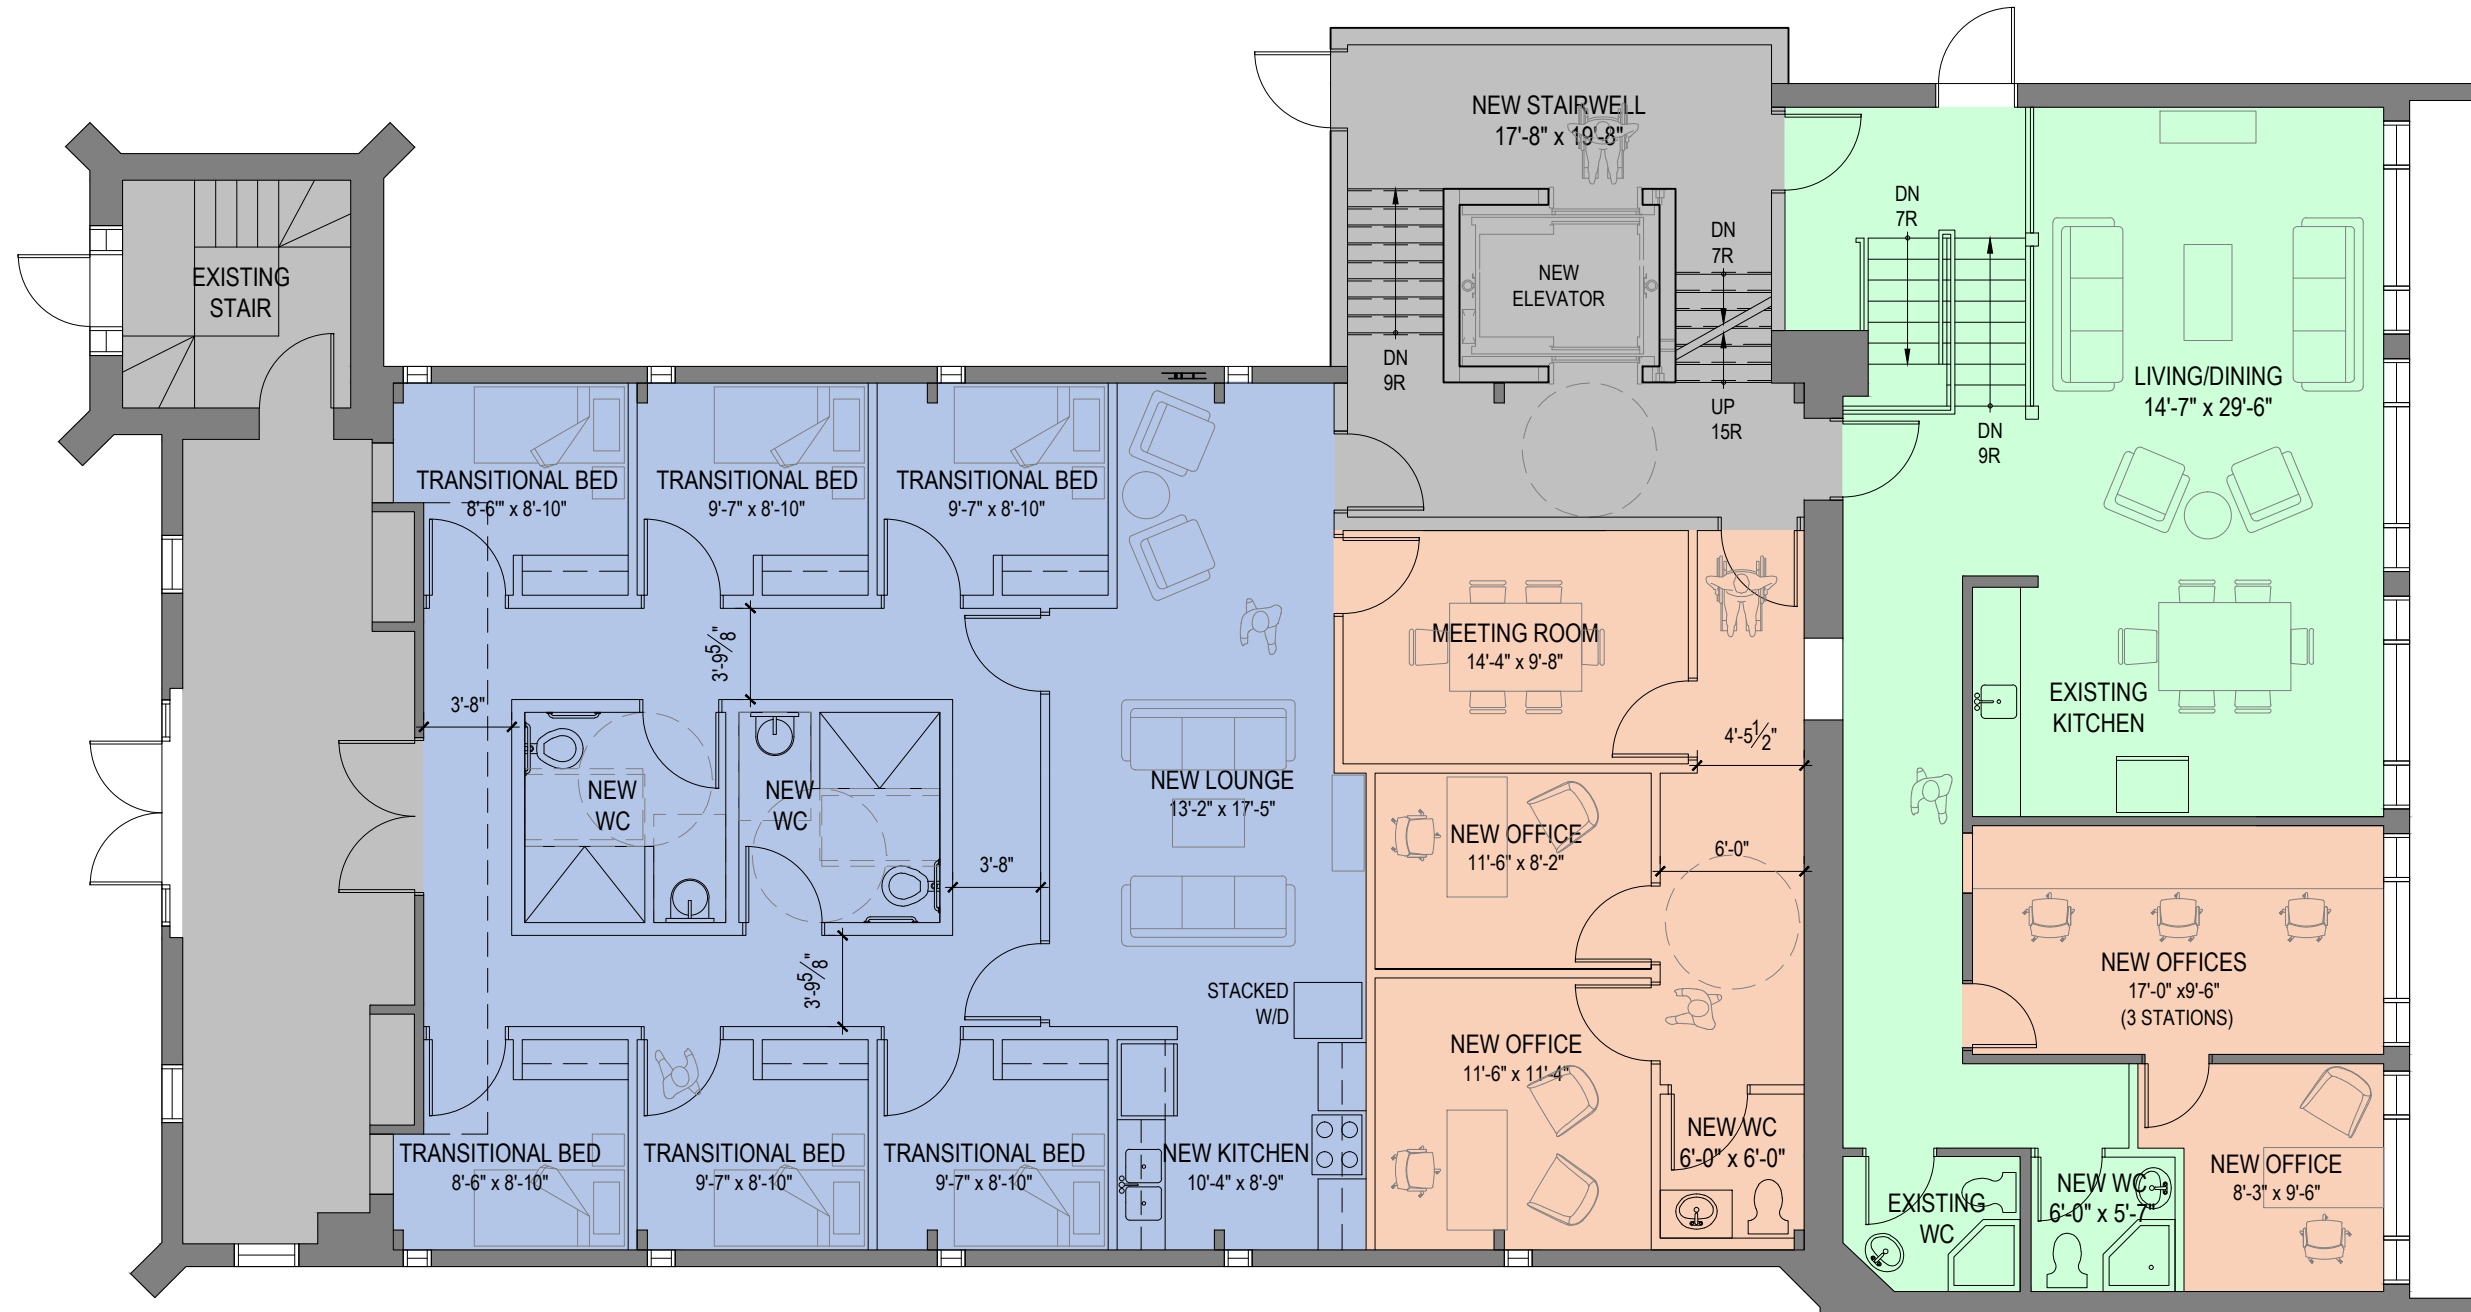 NEW STAIRWELL
17'-8" x 19'-8"
EXISTING
STAIR
DN
7R
NEW
ELEVATOR
DN
7R
DN
9R
UP
15R
LIVING/DINING
14'-7" x 29'-6"
DN
9R
TRANSITIONAL BED
8'-6"' x 8'-10"
TRANSITIONAL BED
9'-7" x 8'-10"
TRANSITIONAL BED
9'-7" x 8'-10"
3'-9 5/8"
MEETING ROOM
14'-4" x 9'-8"
3'-8"
4'-5 1/2"
EXISTING
KITCHEN
NEW
WC
NEW
WC
NEW LOUNGE
13'-2" x 17'-5"
NEW OFFICE
11'-6" x 8'-2"
6'-0"
3'-8"
3'-9 5/8"
STACKED
W/D
NEW OFFICES
17'-0" x9'-6"
(3 STATIONS)
NEW OFFICE
11'-6" x 11'-4"
TRANSITIONAL BED
8'-6" x 8'-10"
TRANSITIONAL BED
9'-7" x 8'-10"
TRANSITIONAL BED
9'-7" x 8'-10"
NEW KITCHEN
10'-4" x 8'-9"
NEW WC
6'-0" x 6'-0"
EXISTING
WC
NEW WC
6'-0" x 5'-7"
NEW OFFICE
8'-3" x 9'-6"